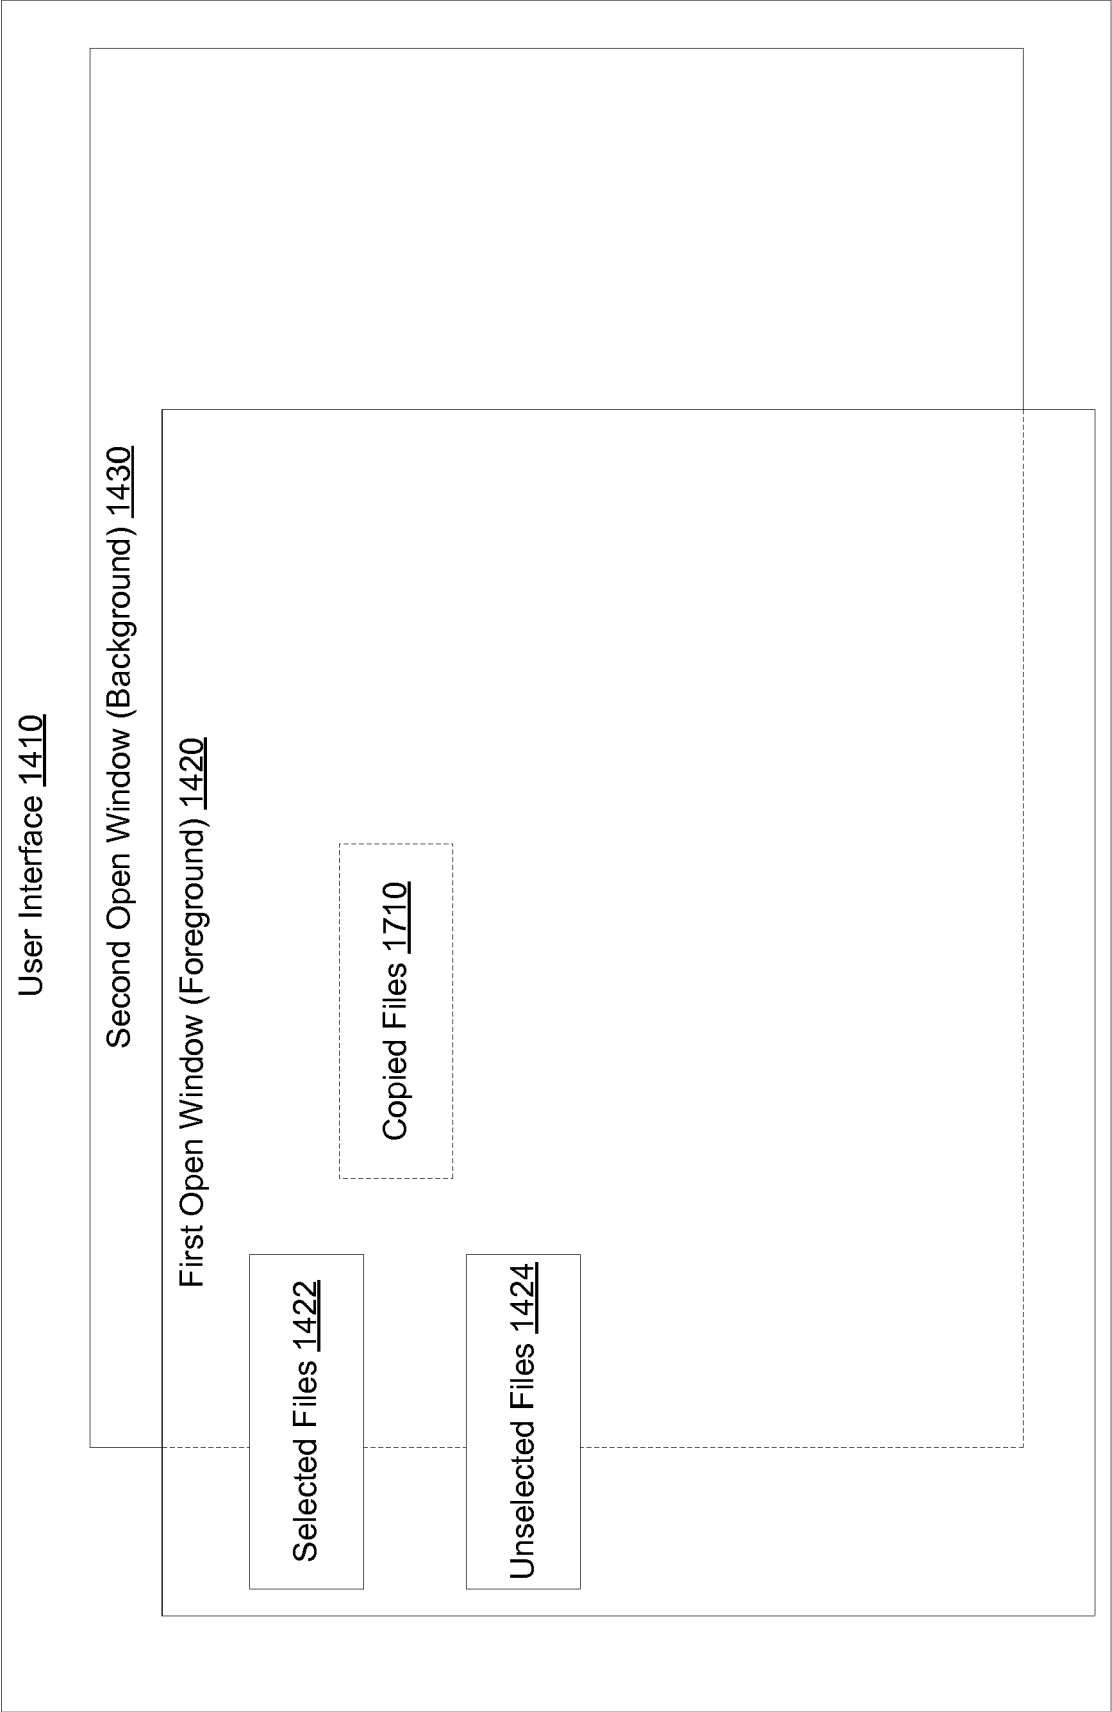 User Interface 1410
Second Open Window (Background) 1430
First Open Window (Foreground) 1420
Selected Files 1422
Copied Files 1710
Unselected Files 1424